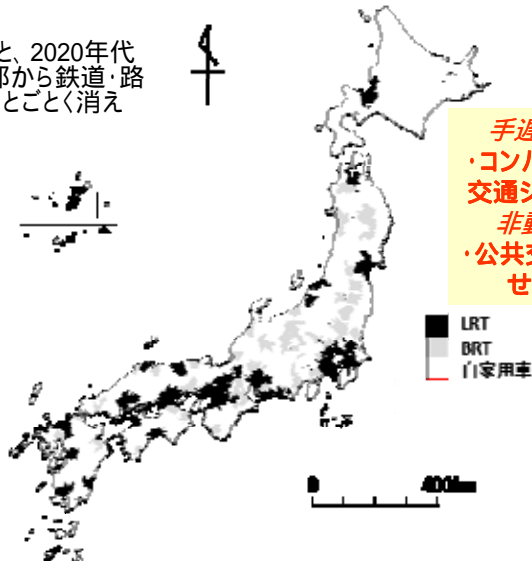 と、2020年代
郡から鉄道・路
とごとく消え
手遅
・コンパ
交通シ
非動
・公共交
せ
LRT
BRT
自家用車
0
400km